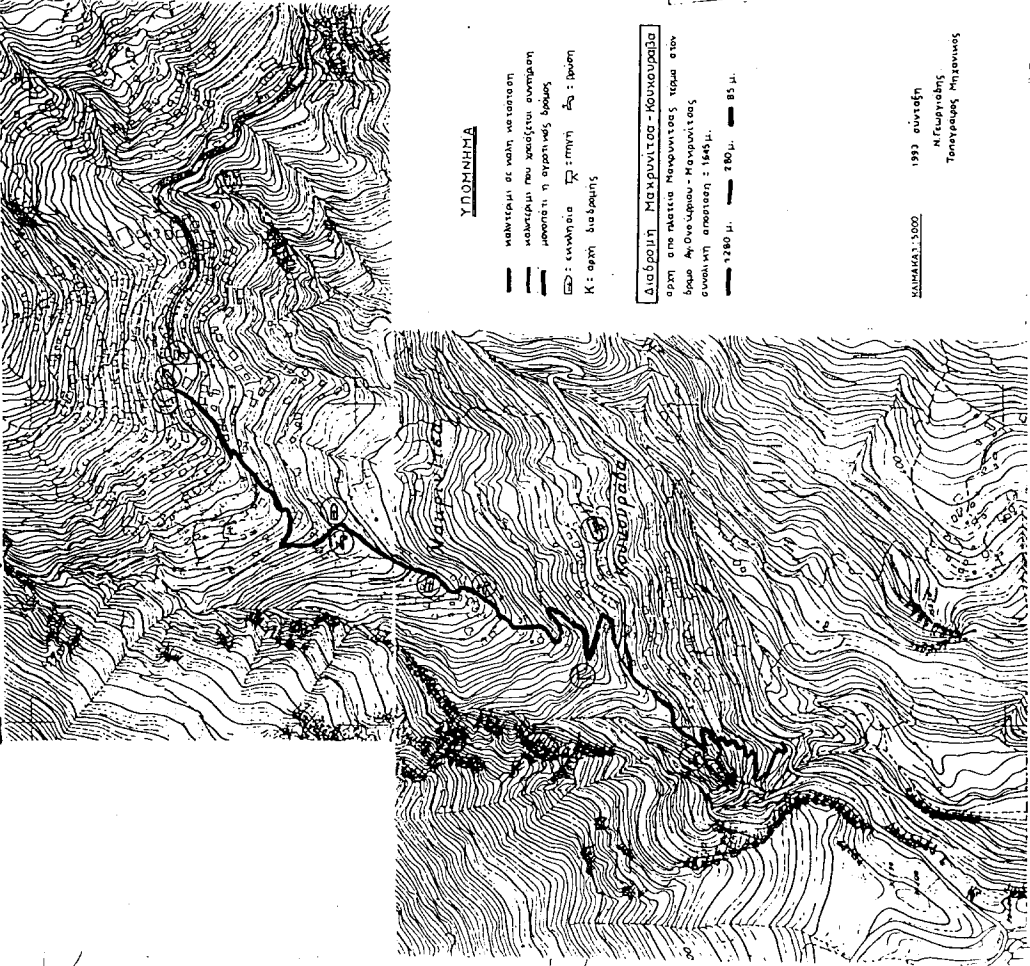 ΥΠΟΜΝΗΜΑ
καλντερίμι σε καλή κατάσταση
καλντερίμι που χρειάζεται συντήρηση
μονοπάτι ή αγροτικός δρόμος
: εκκλησία : πηγή : βρύση
Κ : αρχή διαδρομής
Διαδρομή Μακρυνίτσα - Κουκουράβα
αρχή από πλατεία Μακρυνίτσας τέρμα στον
δρόμο Αγ. Ονούφριου - Μακρυνίτσας
συνολική απόσταση : 1645 μ.
1280 μ. 280 μ. 85 μ.
ΚΛΙΜΑΚΑ 1:5000
1993 σύνταξη
Ν. Γεωργιάδης
Τοπογράφος Μηχανικός
Μακρυνίτσα
Κουκουράβα